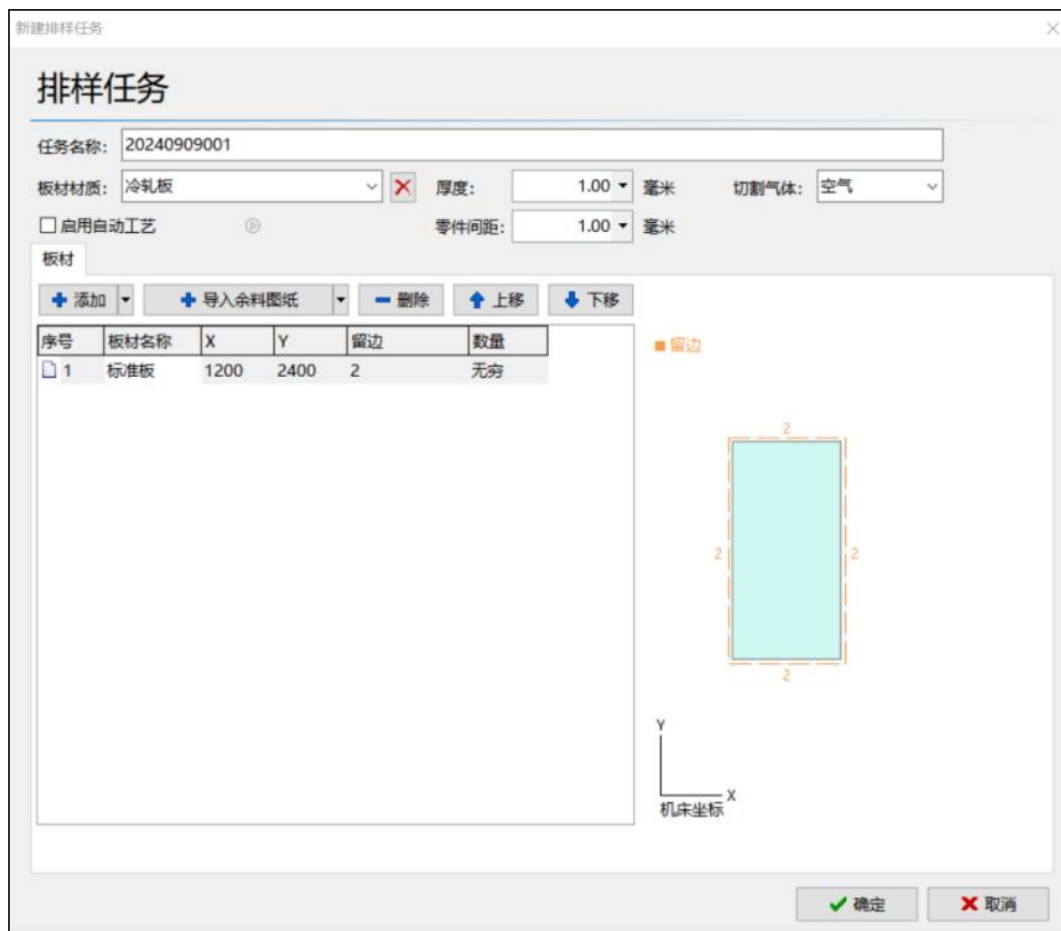 新建排样任务
排样任务
任务名称: 20240909001
板材材质: 冷轧板 厚度: 1.00 毫米 切割气体: 空气
启用自动工艺 零件间距: 1.00 毫米
板材
添加 导入余料图纸 删除 上移 下移
序号 板材名称 X Y 留边 数量
1 标准板 1200 2400 2 无穷
留边
2
2 2
2
Y
X
机床坐标
确定 取消